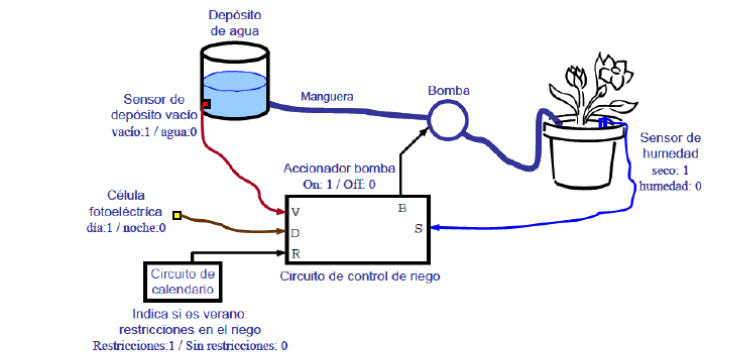 Depósito
de agua
Sensor de
depósito vacío
vacío:1 / agua:0
Manguera
Bomba
Sensor de
humedad
seco: 1
humedad: 0
Accionador bomba
On: 1 / Off: 0
Célula
fotoeléctrica
día:1 / noche:0
V
D
R
B
S
Circuito de control de riego
Circuito de
calendario
Indica si es verano:
restricciones en el riego
Restricciones:1 / Sin restricciones: 0